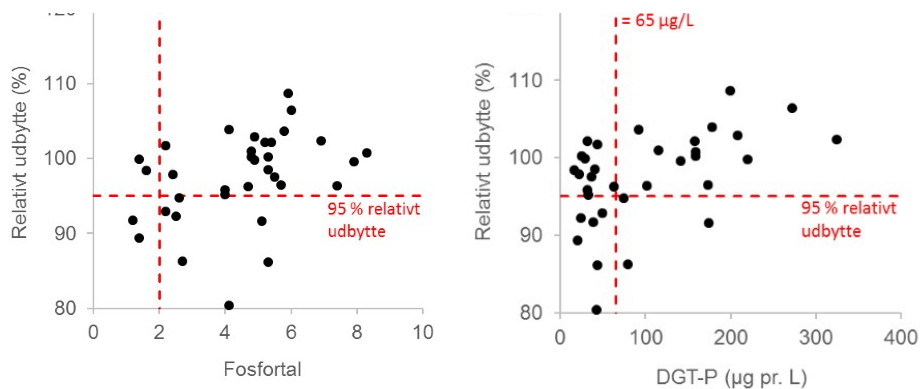 120
110
100
90
80
Relativt udbytte (%)
95 % relativt
udbytte
0
2
4
6
8
10
Fosfortal
= 65 µg/L
110
100
90
80
Relativt udbytte (%)
95 % relativt
udbytte
0
100
200
300
400
DGT-P (µg pr. L)